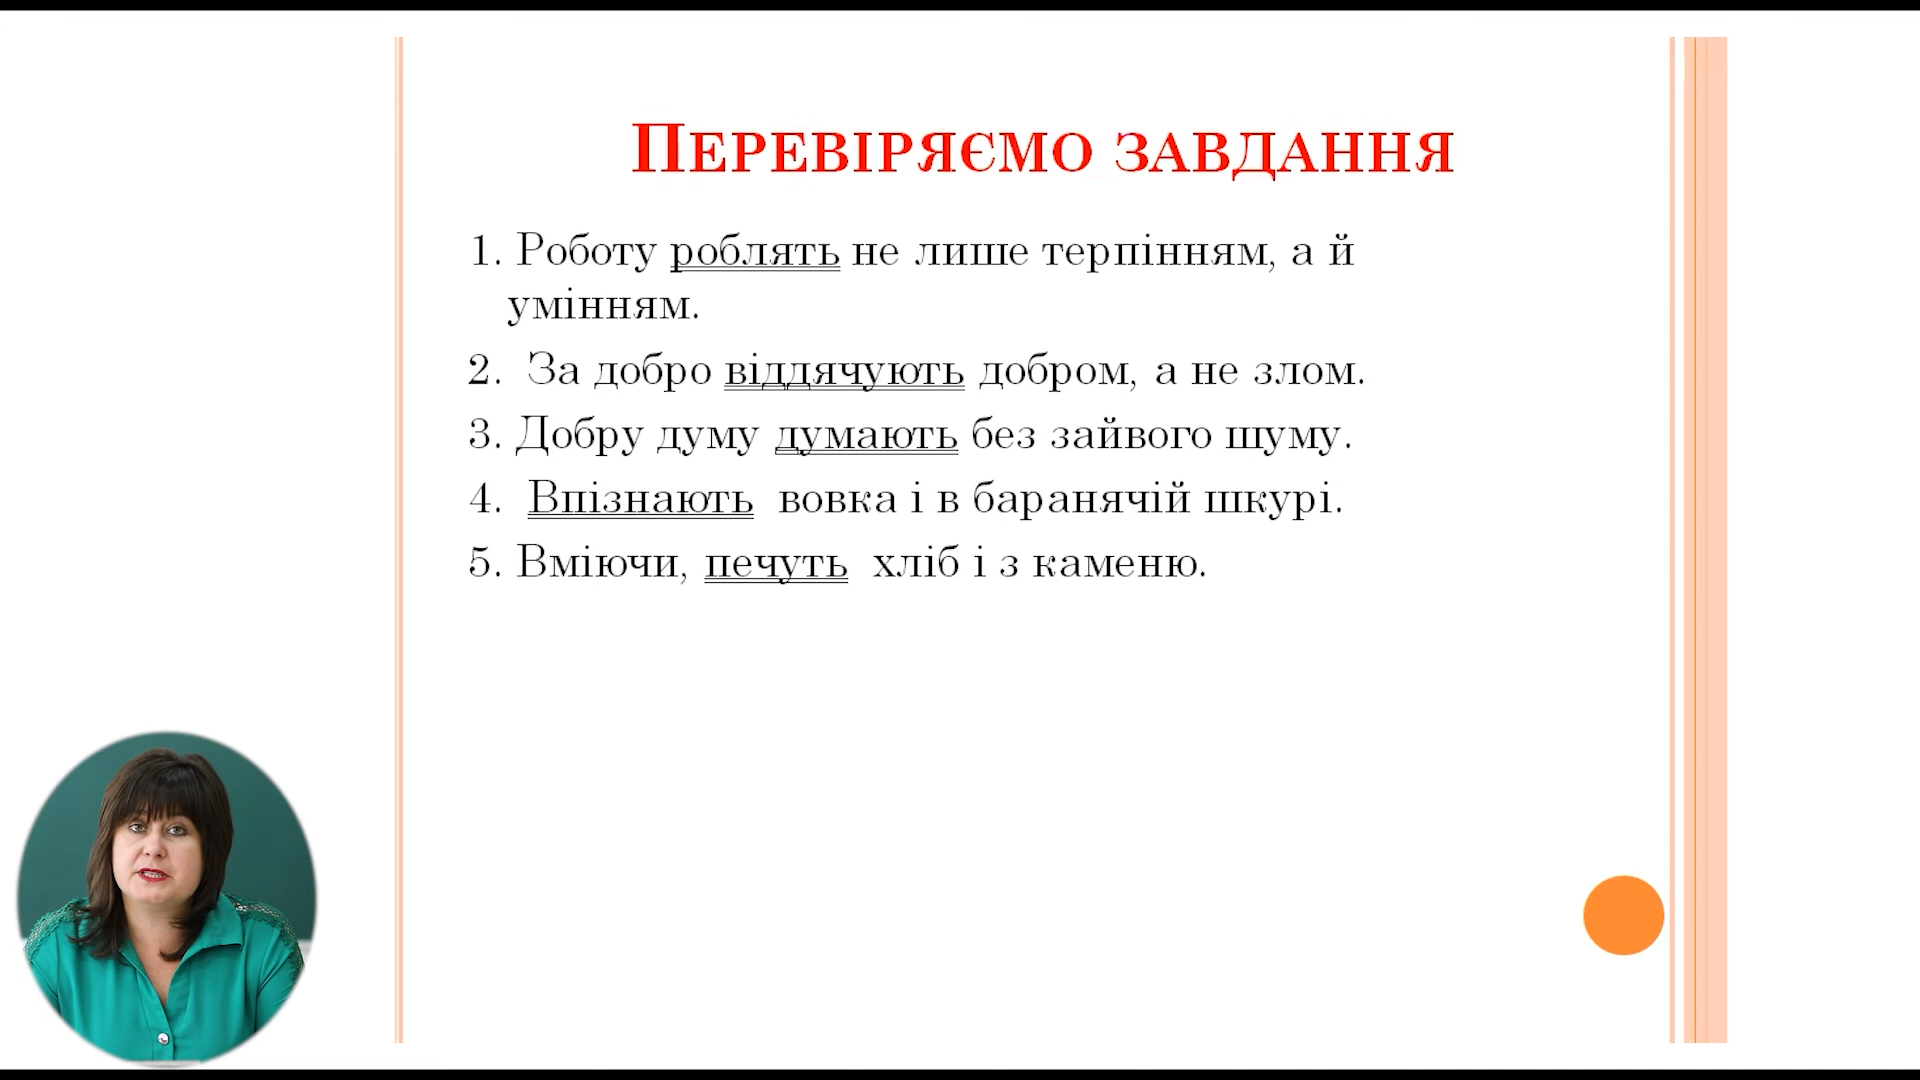 Перевіряємо завдання
1. Роботу роблять не лише терпінням, а й
умінням.
2. За добро віддячують добром, а не злом.
3. Добру думу думають без зайвого шуму.
4. Впізнають вовка і в баранячій шкурі.
5. Вміючи, печуть хліб і з каменю.